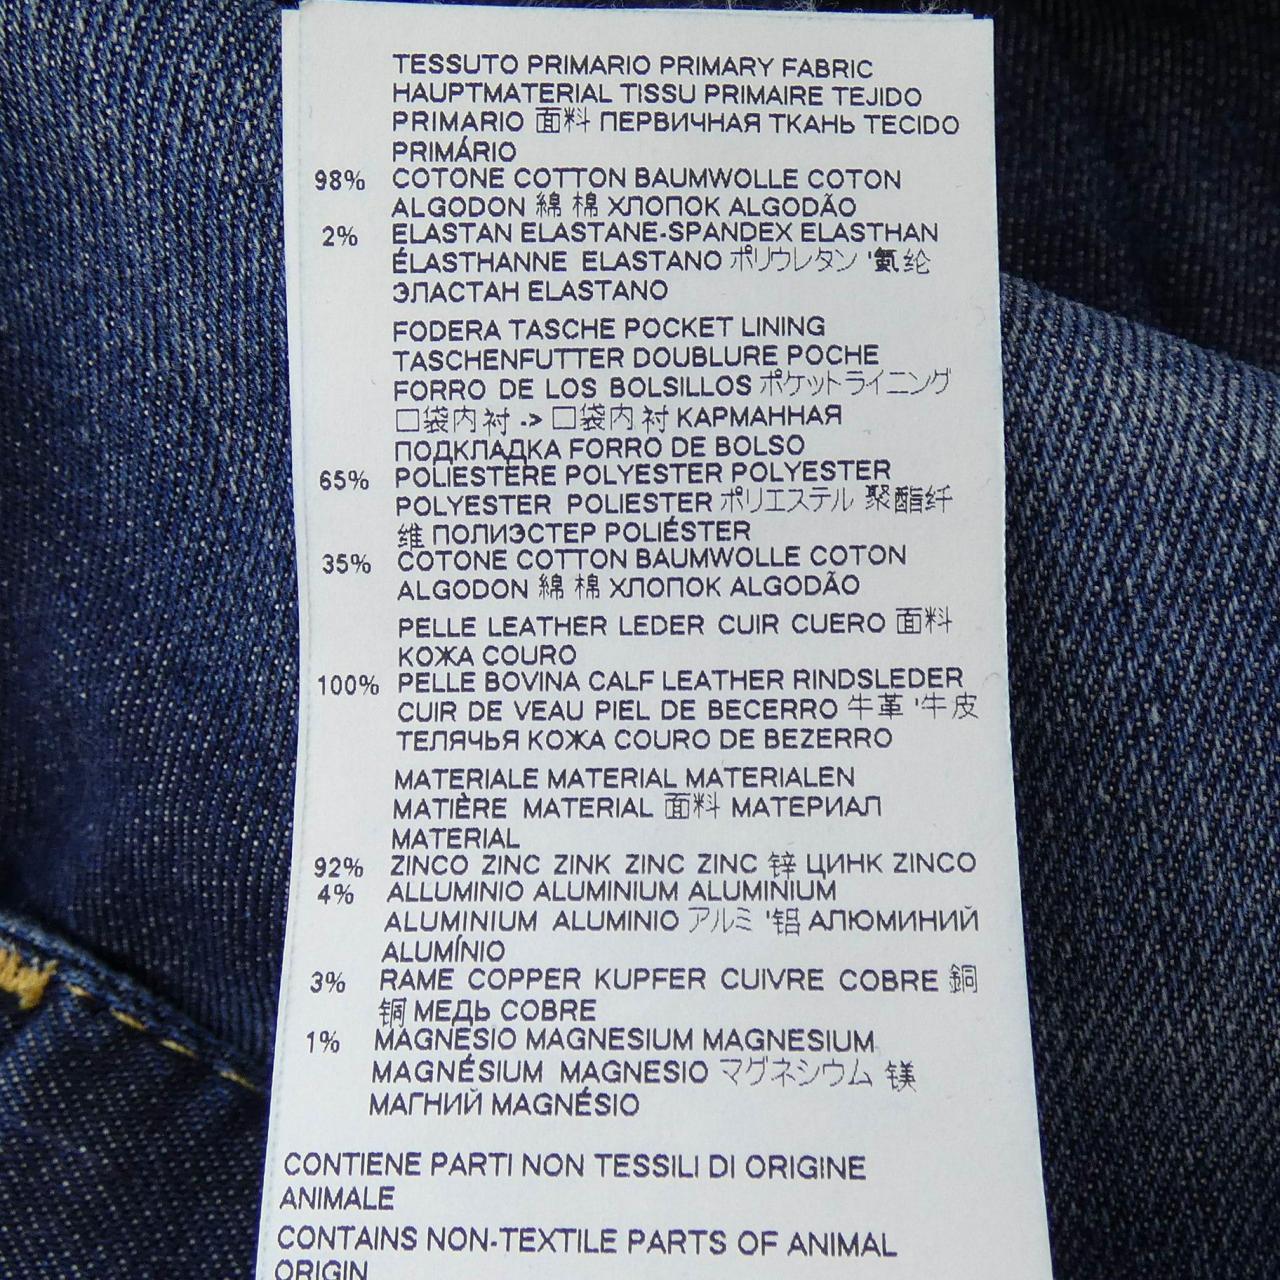 TESSUTO PRIMARIO PRIMARY FABRIC
HAUPTMATERIAL TISSU PRIMAIRE TEJIDO
PRIMARIO 面料 ПЕРВИЧНАЯ ТКАНЬ TECIDO
PRIMÁRIO
98% COTONE COTTON BAUMWOLLE COTON
ALGODON 綿 棉 ХЛОПОК ALGODÃO
2% ELASTAN ELASTANE-SPANDEX ELASTHAN
ÉLASTHANNE ELASTANO ポリウレタン '氨纶
ЭЛАСТАН ELASTANO
FODERA TASCHE POCKET LINING
TASCHENFUTTER DOUBLURE POCHE
FORRO DE LOS BOLSILLOS ポケットライニング
口袋内衬 -> 口袋内衬 КАРМАННАЯ
ПОДКЛАДКА FORRO DE BOLSO
65% POLIESTERE POLYESTER POLYESTER
POLYESTER POLIESTER ポリエステル 聚酯纤
维 ПОЛИЭСТЕР POLIÉSTER
35% COTONE COTTON BAUMWOLLE COTON
ALGODON 綿 棉 ХЛОПОК ALGODÃO
PELLE LEATHER LEDER CUIR CUERO 面料
КОЖА COURO
100% PELLE BOVINA CALF LEATHER RINDSLEDER
CUIR DE VEAU PIEL DE BECERRO 牛革 '牛皮
ТЕЛЯЧЬЯ КОЖА COURO DE BEZERRO
MATERIALE MATERIAL MATERIALEN
MATIÈRE MATERIAL 面料 МАТЕРИАЛ
MATERIAL
92% ZINCO ZINC ZINK ZINC ZINC 锌 ЦИНК ZINCO
4% ALLUMINIO ALUMINIUM ALUMINIUM
ALUMINIUM ALUMINIO アルミ '铝 АЛЮМИНИЙ
ALUMÍNIO
3% RAME COPPER KUPFER CUIVRE COBRE 銅
铜 МЕДЬ COBRE
1% MAGNESIO MAGNESIUM MAGNESIUM
MAGNÉSIUM MAGNESIO マグネシウム 镁
МАГНИЙ MAGNÉSIO
CONTIENE PARTI NON TESSILI DI ORIGINE
ANIMALE
CONTAINS NON-TEXTILE PARTS OF ANIMAL
ORIGIN